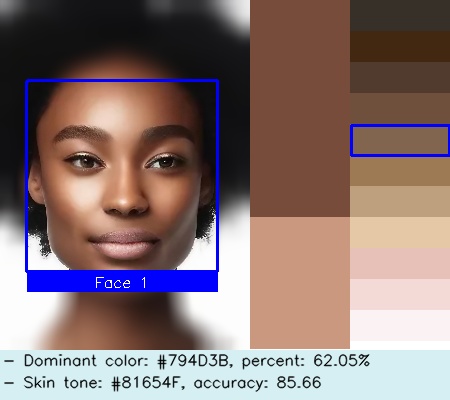 Face 1
– Dominant color: #794D3B, percent: 62.05%
– Skin tone: #81654F, accuracy: 85.66